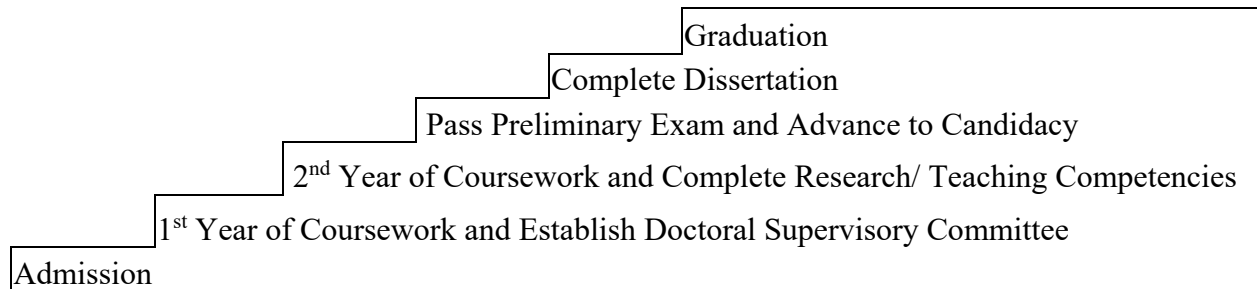 Graduation
Complete Dissertation
Pass Preliminary Exam and Advance to Candidacy
2nd Year of Coursework and Complete Research/ Teaching Competencies
1st Year of Coursework and Establish Doctoral Supervisory Committee
Admission